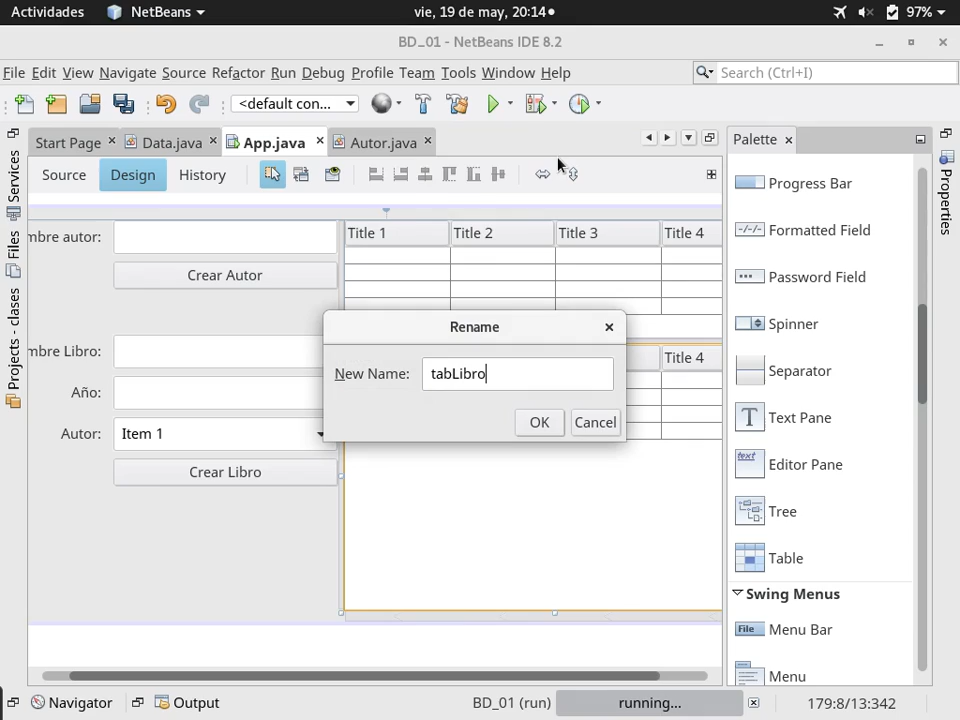 Actividades
NetBeans
vie, 19 de may, 20:14
97%
BD_01 - NetBeans IDE 8.2
File Edit View Navigate Source Refactor Run Debug Profile Team Tools Window Help
Search (Ctrl+I)
<default con...
Start Page
Data.java
App.java
Autor.java
Palette
Source
Design
History
Services
Files
Projects - clases
Properties
mbre autor:
Crear Autor
mbre Libro:
Año:
Autor:
Item 1
Crear Libro
Title 1
Title 2
Title 3
Title 4
Title 4
Rename
New Name:
tabLibro
OK
Cancel
Progress Bar
-/-/- Formatted Field
Password Field
Spinner
Separator
T Text Pane
text Editor Pane
Tree
Table
Swing Menus
File Menu Bar
Menu
Navigator
Output
BD_01 (run)
running...
179:8/13:342